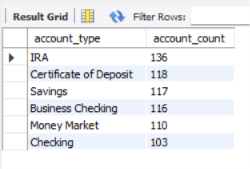 Result Grid Filter Rows:
account_type account_count
IRA 136
Certificate of Deposit 118
Savings 117
Business Checking 116
Money Market 110
Checking 103